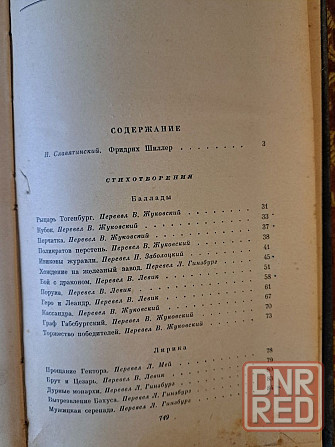 СОДЕРЖАНИЕ
Н. Славятинский. Фридрих Шиллер . . . . . . . . 3
СТИХОТВОРЕНИЯ
Баллады
Рыцарь Тогенбург. Перевел В. Жуковский . . . . . 31
Кубок. Перевел В. Жуковский . . . . . 33
Перчатка. Перевел В. Жуковский . . . . . 37
Поликратов перстень. Перевел В. Жуковский . . . . . 38
Ивиковы журавли. Перевел Н. Заболоцкий . . . . . 41
Хождение на железный завод. Перевел Л. Гинзбург . . . . . 45
Бой с драконом. Перевел В. Левик . . . . . 50
Порука. Перевел В. Левик . . . . . 58
Геро и Леандр. Перевел В. Левик . . . . . 61
Кассандра. Перевел В. Жуковский . . . . . 67
Граф Габсбургский. Перевел В. Жуковский . . . . . 70
Торжество победителей. Перевел В. Жуковский . . . . . 73
Лирика
Прощание Гектора. Перевел Л. Мей . . . . . 78
Брут и Цезарь. Перевел В. Левик . . . . . 79
Дурные монархи. Перевел Л. Гинзбург
Вытрезвление Бахуса. Перевел Л. Гинзбург
Мужицкая серенада. Перевел Л. Гинзбург
749
DNR
RED